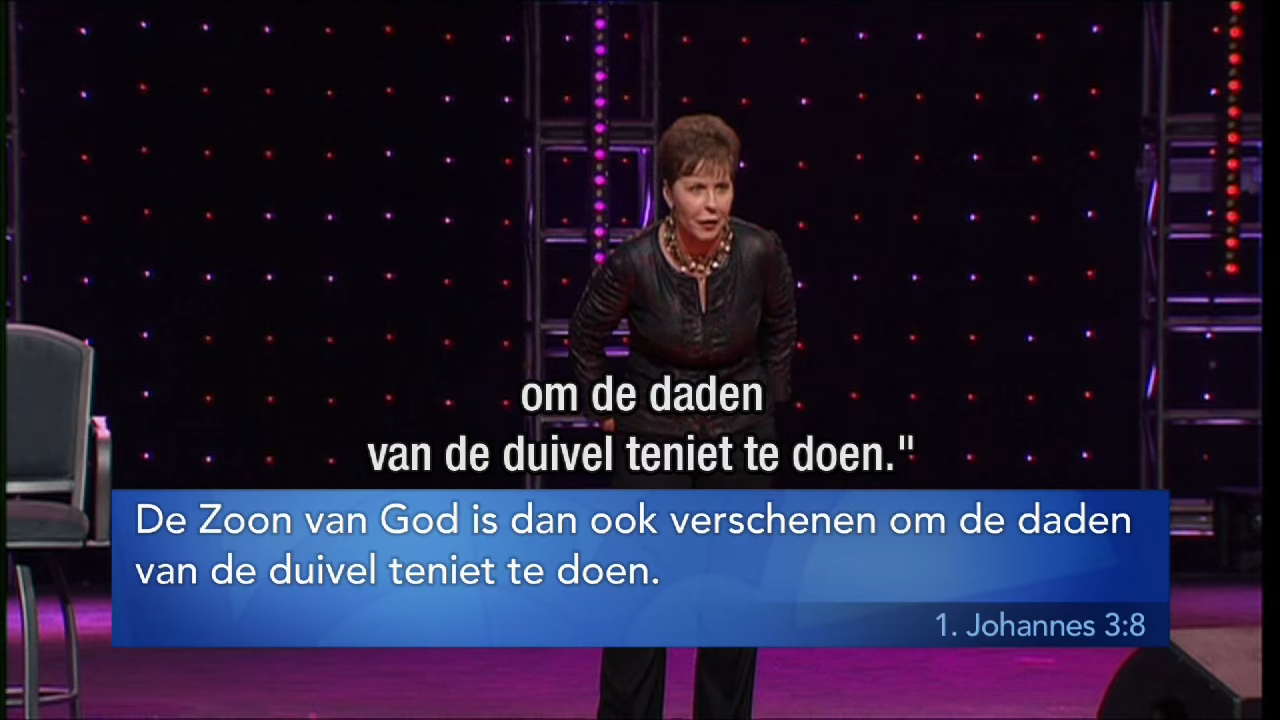 om de daden
van de duivel teniet te doen."
De Zoon van God is dan ook verschenen om de daden
van de duivel teniet te doen.
1. Johannes 3:8